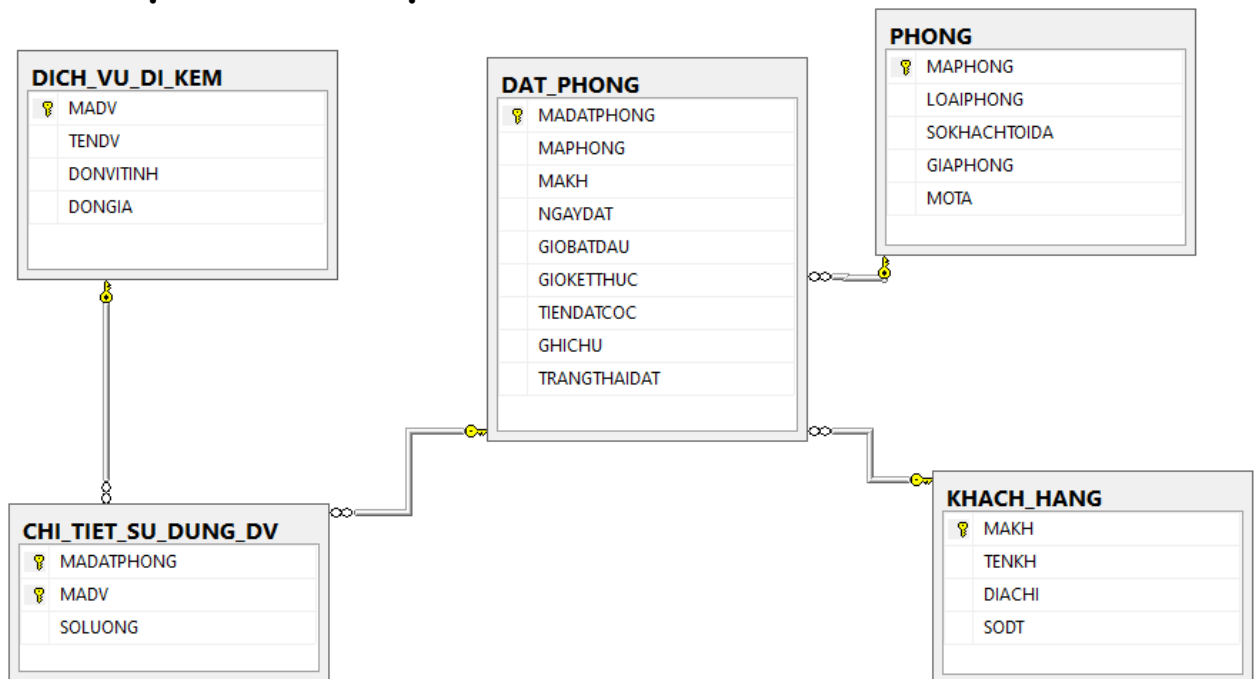 DICH_VU_DI_KEM
MADV
TENDV
DONVITINH
DONGIA
DAT_PHONG
MADATPHONG
MAPHONG
MAKH
NGAYDAT
GIOBATDAU
GIOKETTHUC
TIENDATCOC
GHICHU
TRANGTHAIDAT
PHONG
MAPHONG
LOAIPHONG
SOKHACHTOIDA
GIAPHONG
MOTA
CHI_TIET_SU_DUNG_DV
MADATPHONG
MADV
SOLUONG
KHACH_HANG
MAKH
TENKH
DIACHI
SODT